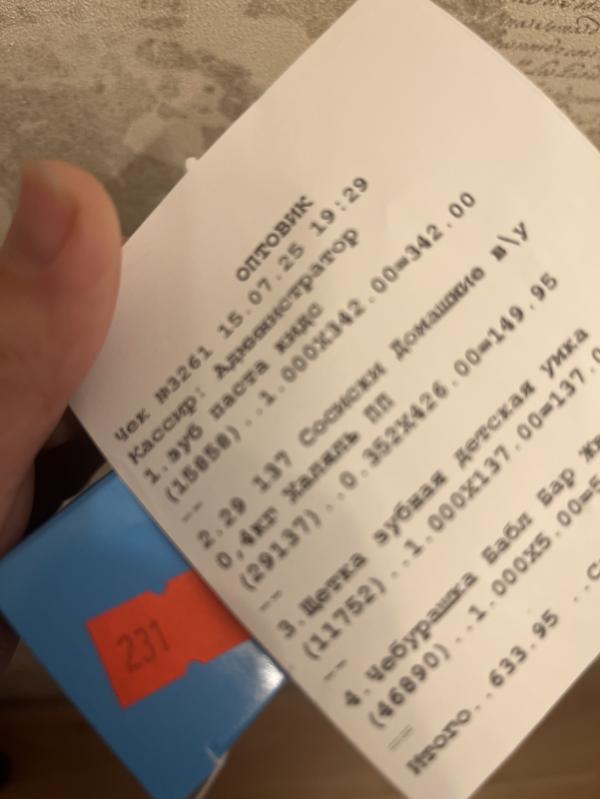 ОПТОВИК
Чек №3261 15.07.25 19:29
Кассир: Администратор
1.зуб паста кидс
(15858)..1.000X342.00=342.00
--
2.29 137 Сосиски Домашние в\у
0,4кг Халяль ПП
(29137)..0.352X426.00=149.95
--
3.Щетка зубная детская уика
(11752)..1.000X137.00=137.0
--
4.Чебурашка Бабл Бар
(46890)..1.000X5.00=5
--
Итого..633.95
231